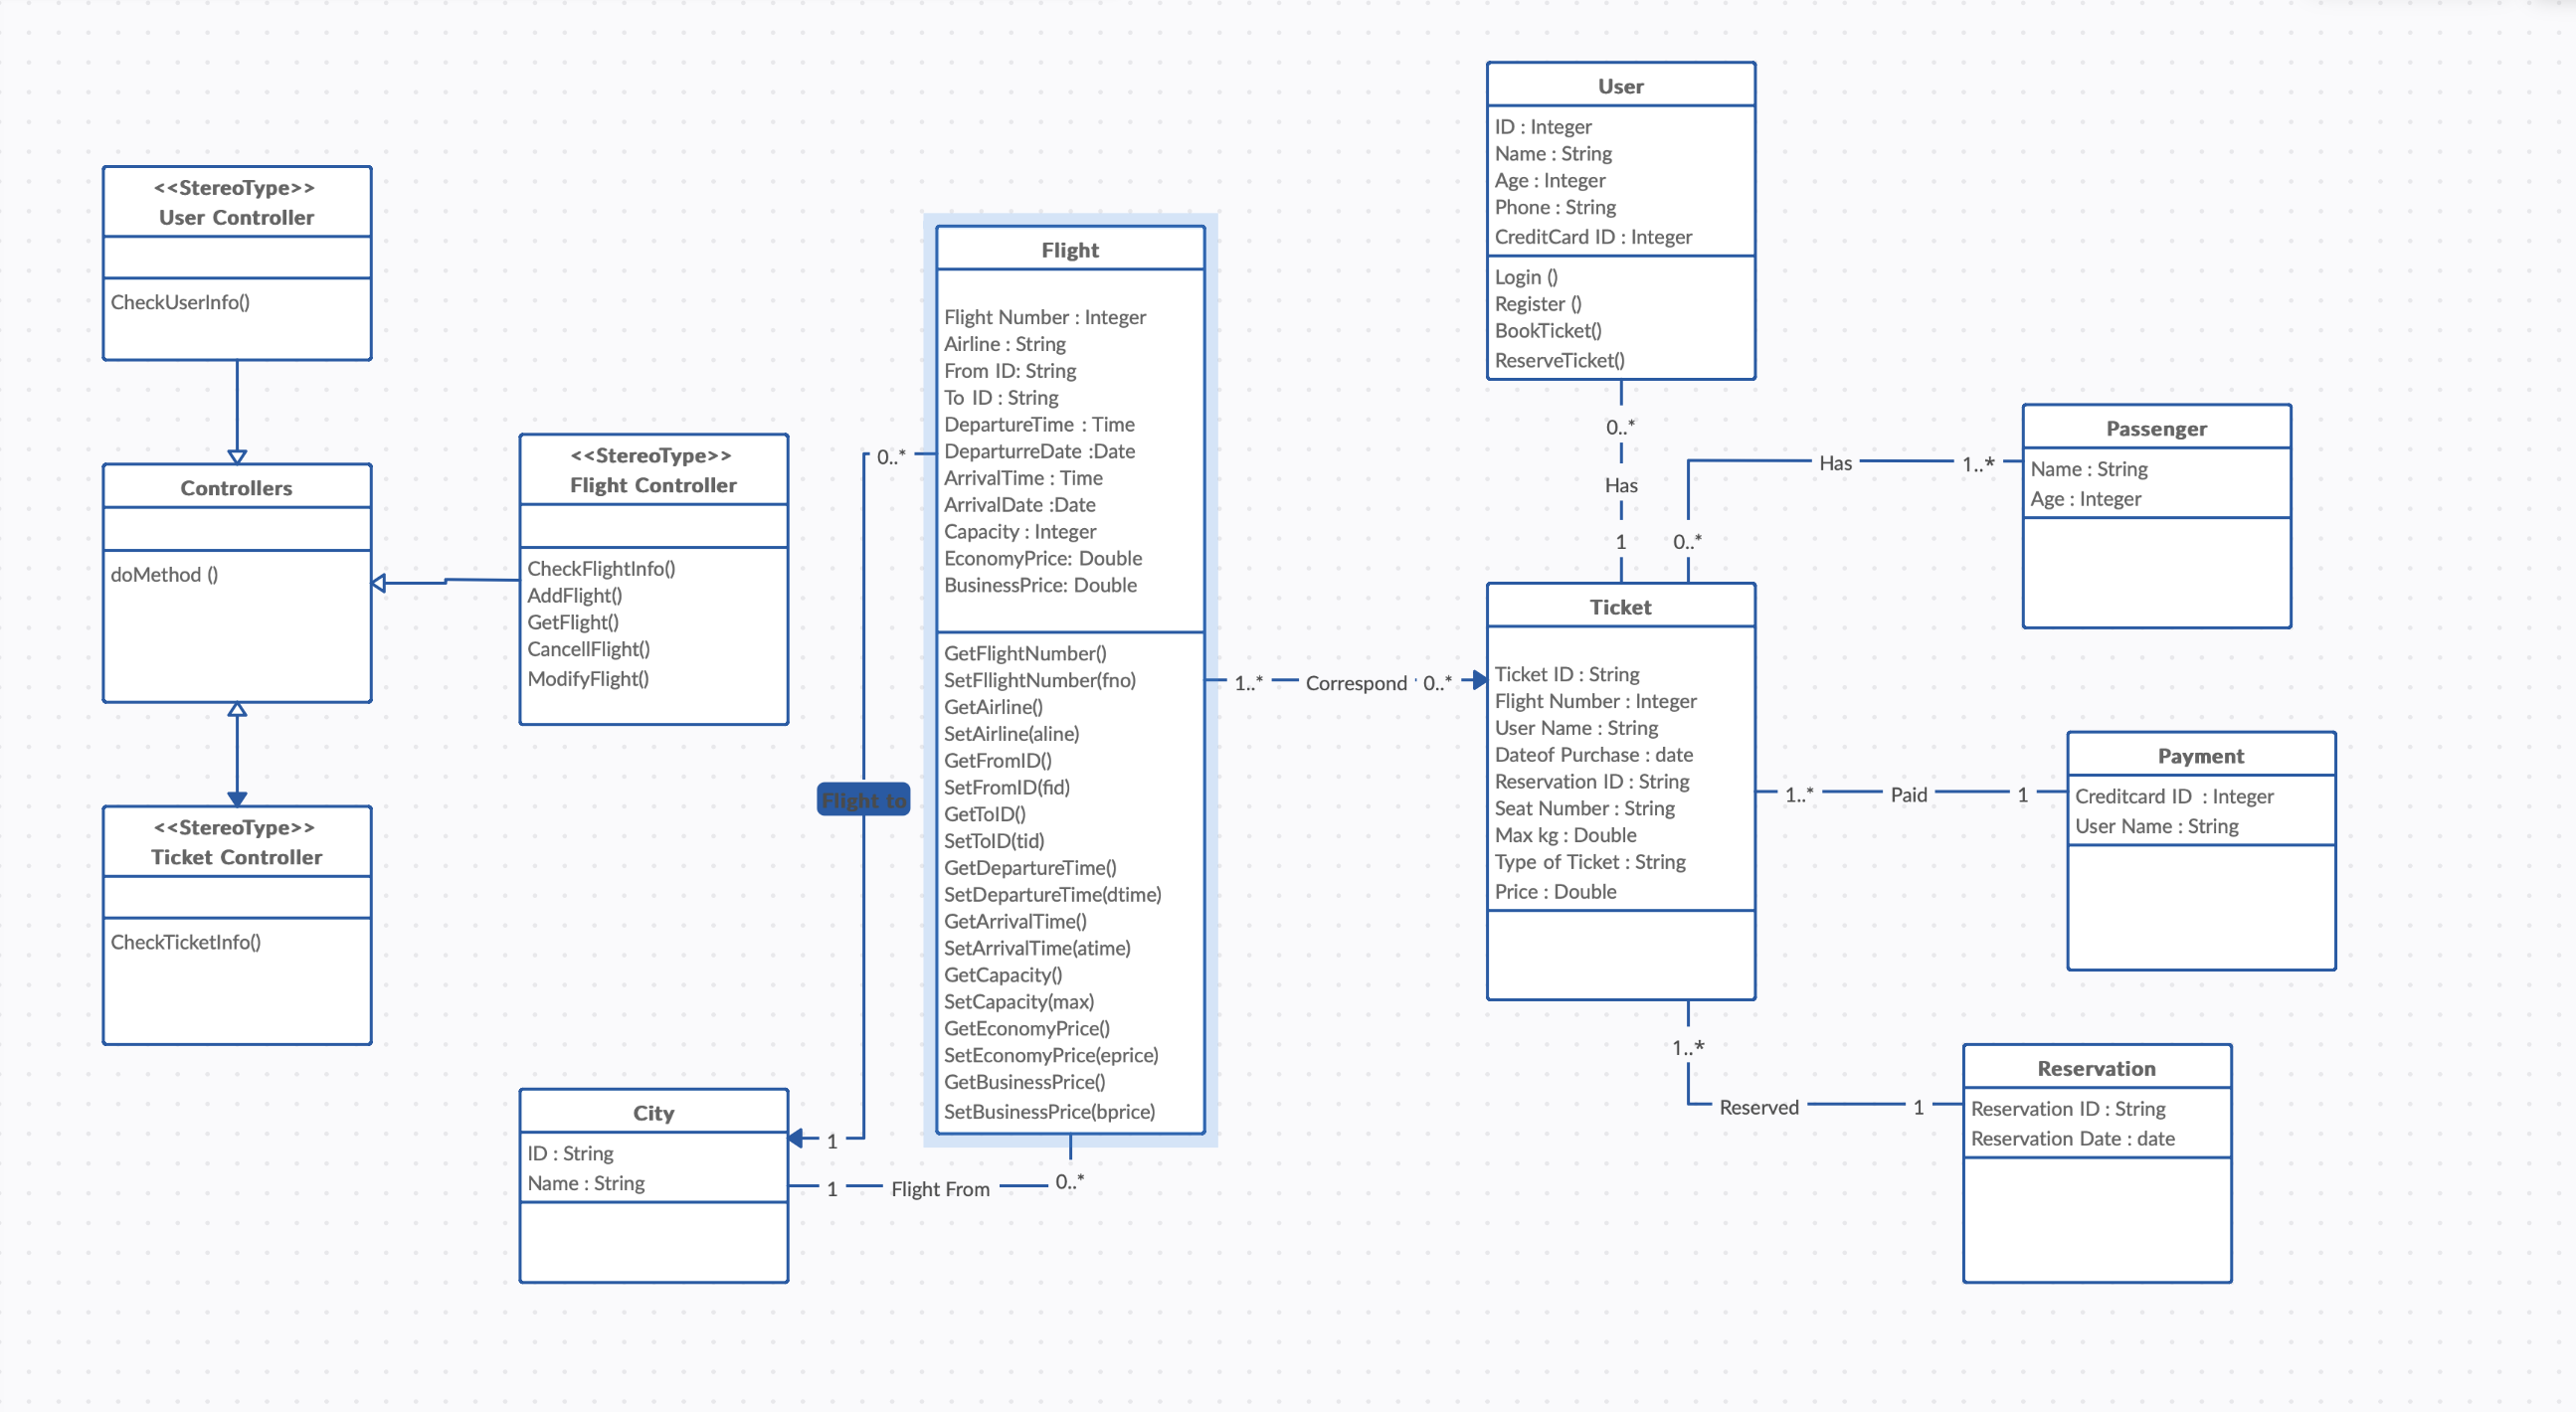 <<StereoType>>
User Controller
CheckUserInfo()
Controllers
doMethod ()
<<StereoType>>
Ticket Controller
CheckTicketInfo()
<<StereoType>>
Flight Controller
CheckFlightInfo()
AddFlight()
GetFlight()
CancellFlight()
ModifyFlight()
City
ID : String
Name : String
0..*
Flight to
1
1
Flight From
0..*
Flight
Flight Number : Integer
Airline : String
From ID: String
To ID : String
DepartureTime : Time
DeparturreDate :Date
ArrivalTime : Time
ArrivalDate :Date
Capacity : Integer
EconomyPrice: Double
BusinessPrice: Double
GetFlightNumber()
SetFllightNumber(fno)
GetAirline()
SetAirline(aline)
GetFromID()
SetFromID(fid)
GetToID()
SetToID(tid)
GetDepartureTime()
SetDepartureTime(dtime)
GetArrivalTime()
SetArrivalTime(atime)
GetCapacity()
SetCapacity(max)
GetEconomyPrice()
SetEconomyPrice(eprice)
GetBusinessPrice()
SetBusinessPrice(bprice)
1..*
Correspond
0..*
User
ID : Integer
Name : String
Age : Integer
Phone : String
CreditCard ID : Integer
Login ()
Register ()
BookTicket()
ReserveTicket()
0..*
Has
1
Has
1..*
0..*
Passenger
Name : String
Age : Integer
Ticket
Ticket ID : String
Flight Number : Integer
User Name : String
Dateof Purchase : date
Reservation ID : String
Seat Number : String
Max kg : Double
Type of Ticket : String
Price : Double
1..*
Paid
1
Payment
Creditcard ID : Integer
User Name : String
1..*
Reserved
1
Reservation
Reservation ID : String
Reservation Date : date